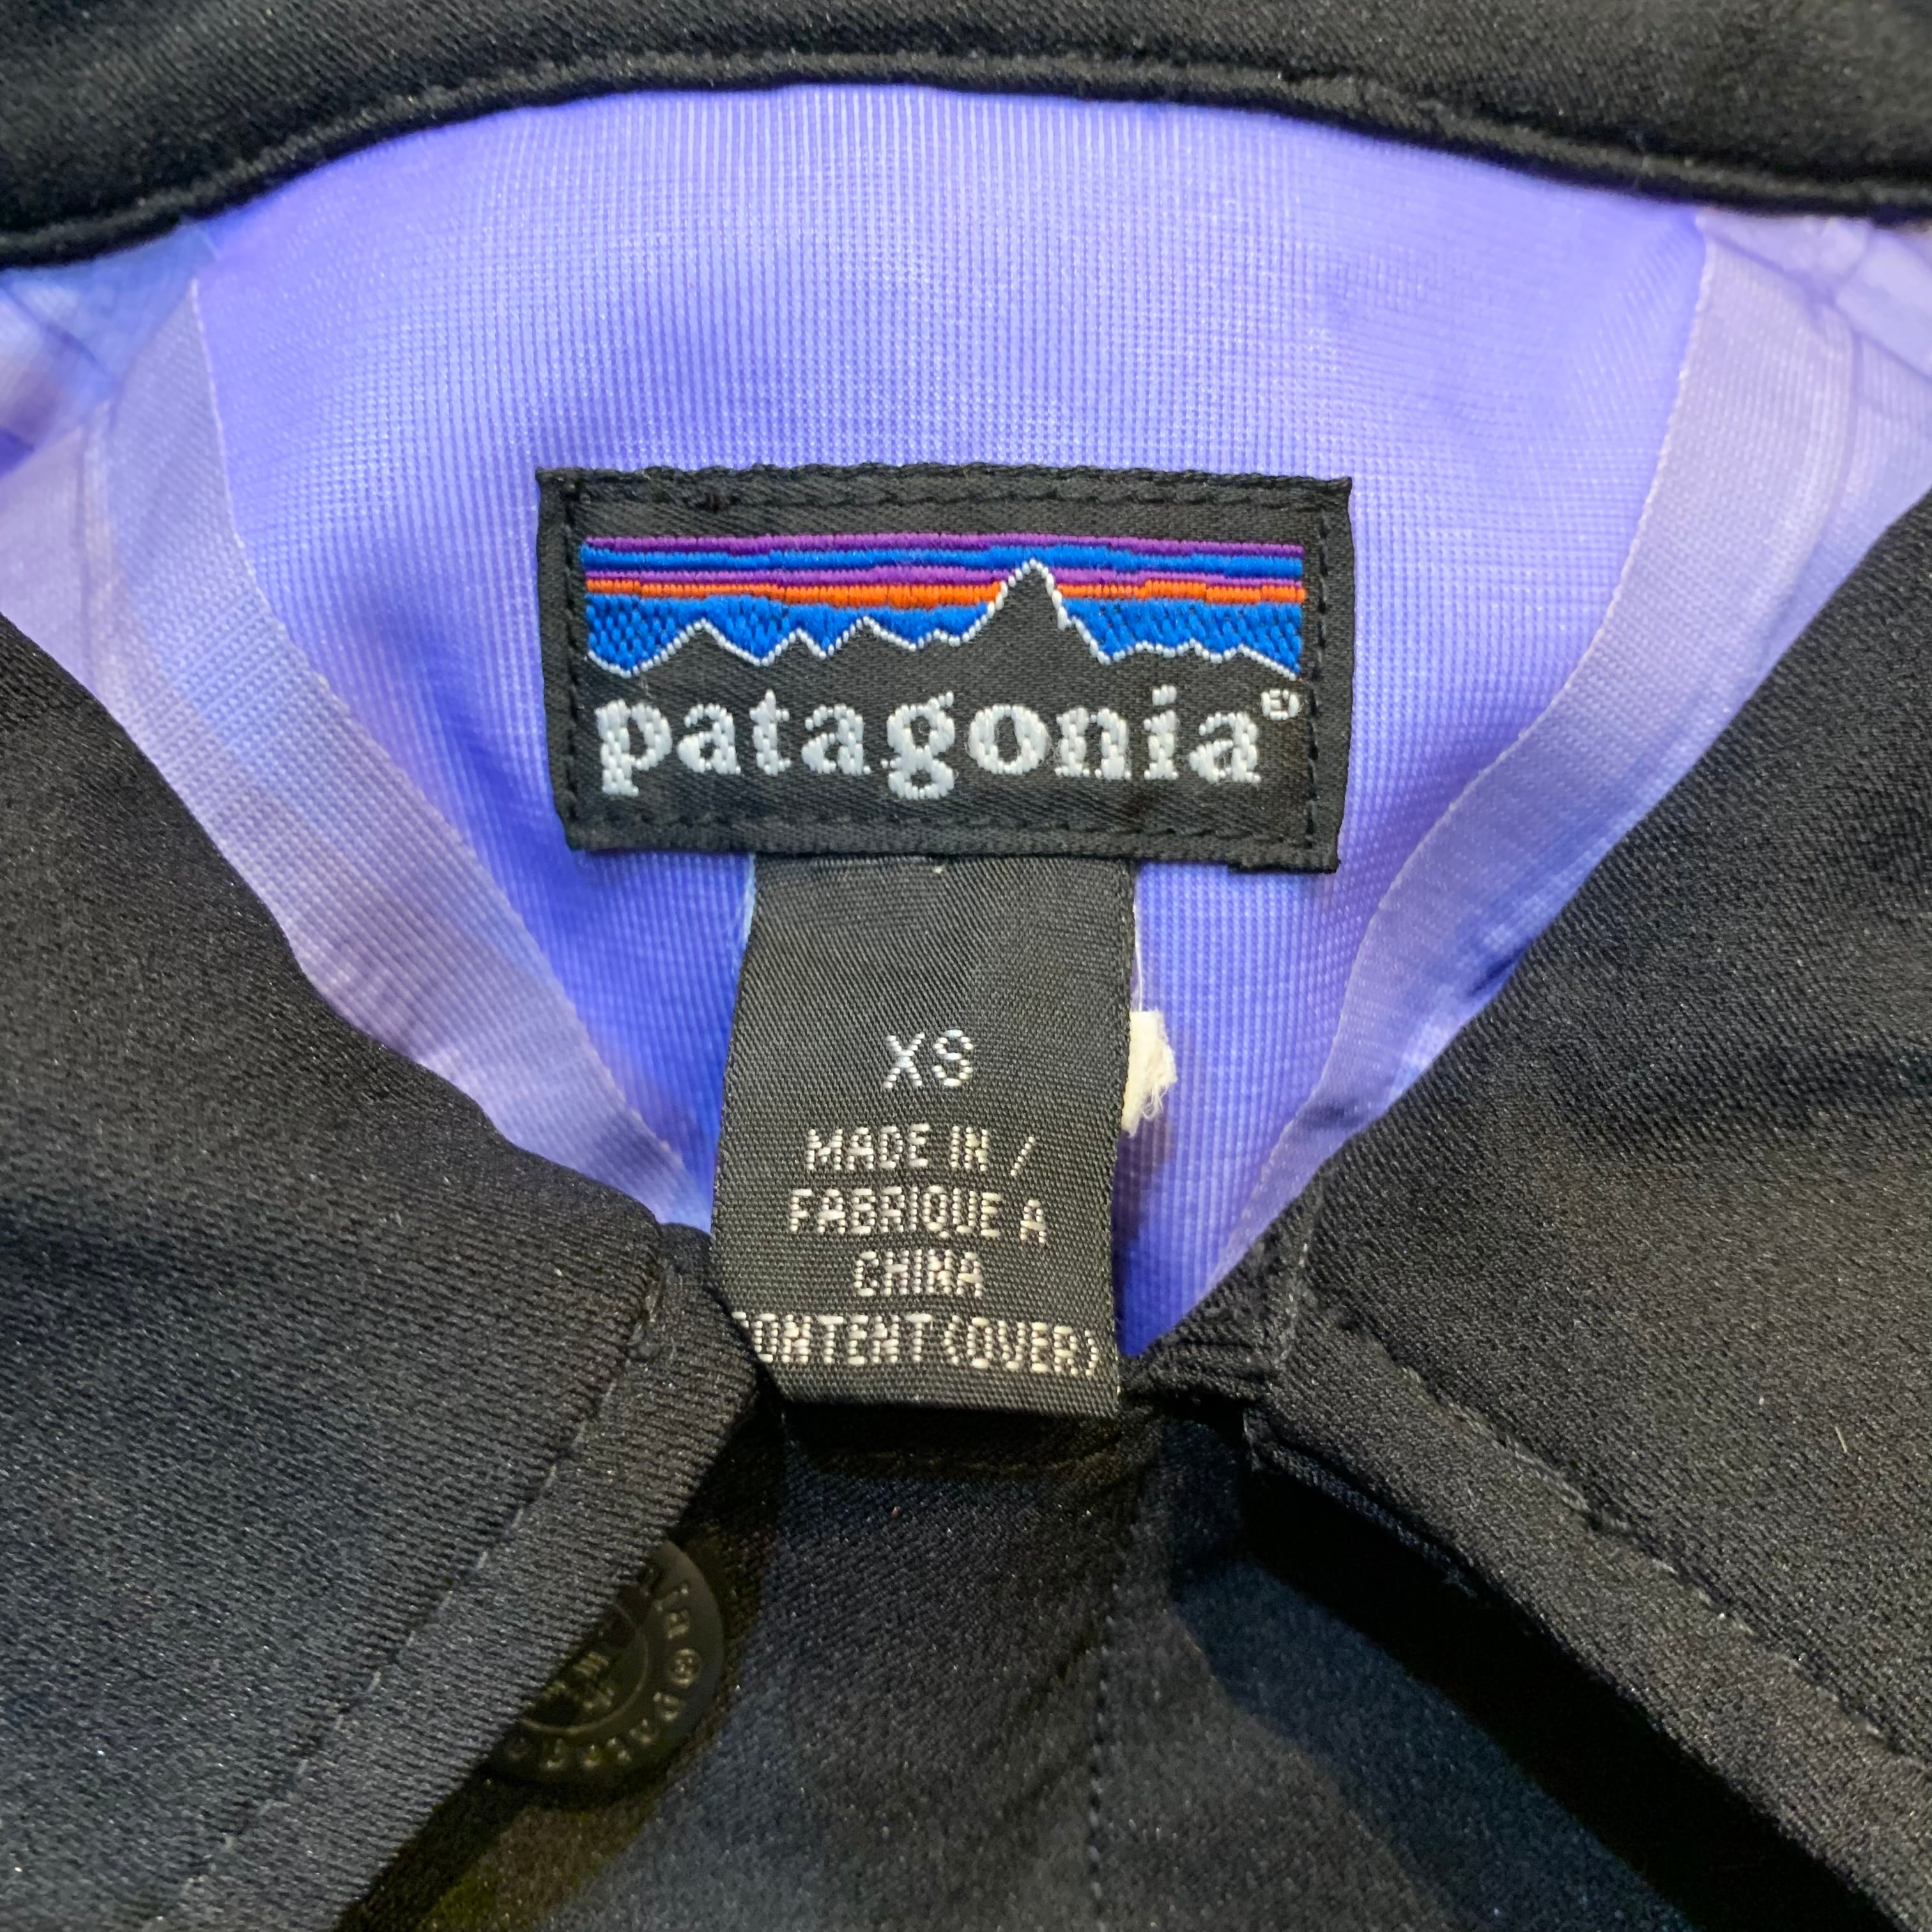 patagonia®
XS
MADE IN /
FABRIQUE A
CHINA
CONTENT (OVER)